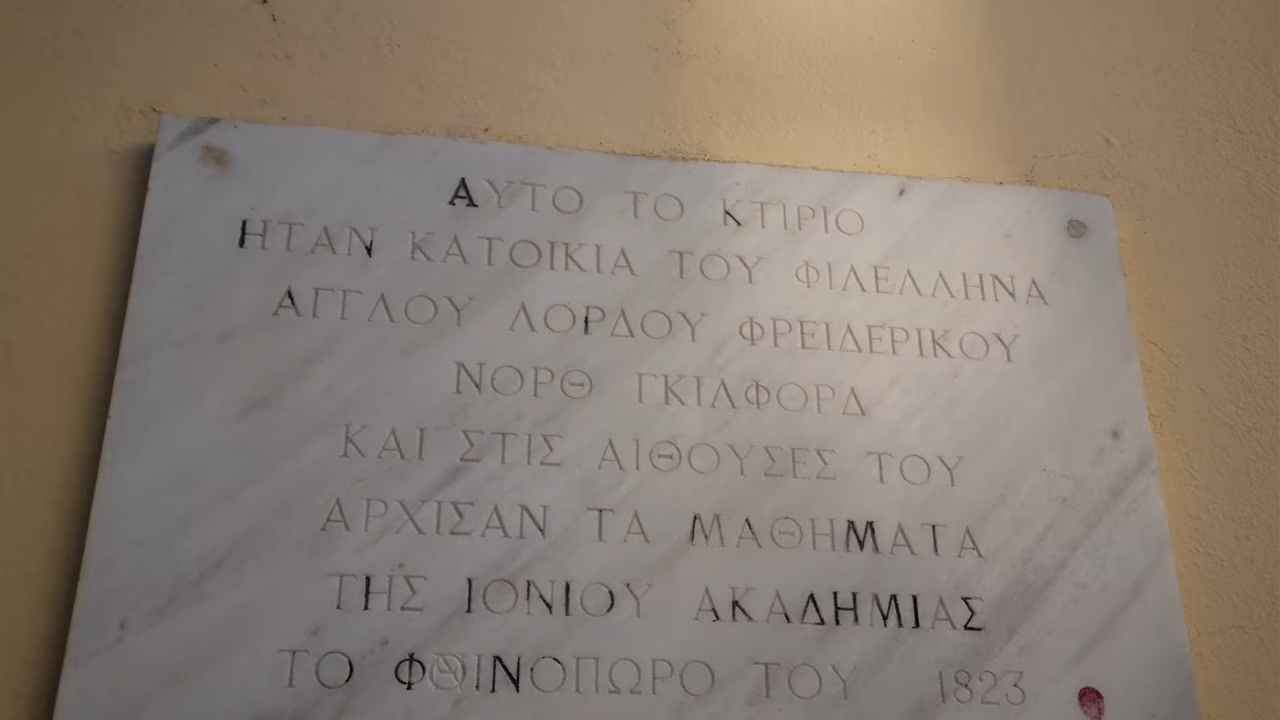 ΑΥΤΟ ΤΟ ΚΤΙΡΙΟ
ΗΤΑΝ ΚΑΤΟΙΚΙΑ ΤΟΥ ΦΙΛΕΛΛΗΝΑ
ΑΓΓΛΟΥ ΛΟΡΔΟΥ ΦΡΕΙΔΕΡΙΚΟΥ
ΝΟΡΘ ΓΚΙΛΦΟΡΔ
ΚΑΙ ΣΤΙΣ ΑΙΘΟΥΣΕΣ ΤΟΥ
ΑΡΧΙΣΑΝ ΤΑ ΜΑΘΗΜΑΤΑ
ΤΗΣ ΙΟΝΙΟΥ ΑΚΑΔΗΜΙΑΣ
ΤΟ ΦΘΙΝΟΠΩΡΟ ΤΟΥ 1823